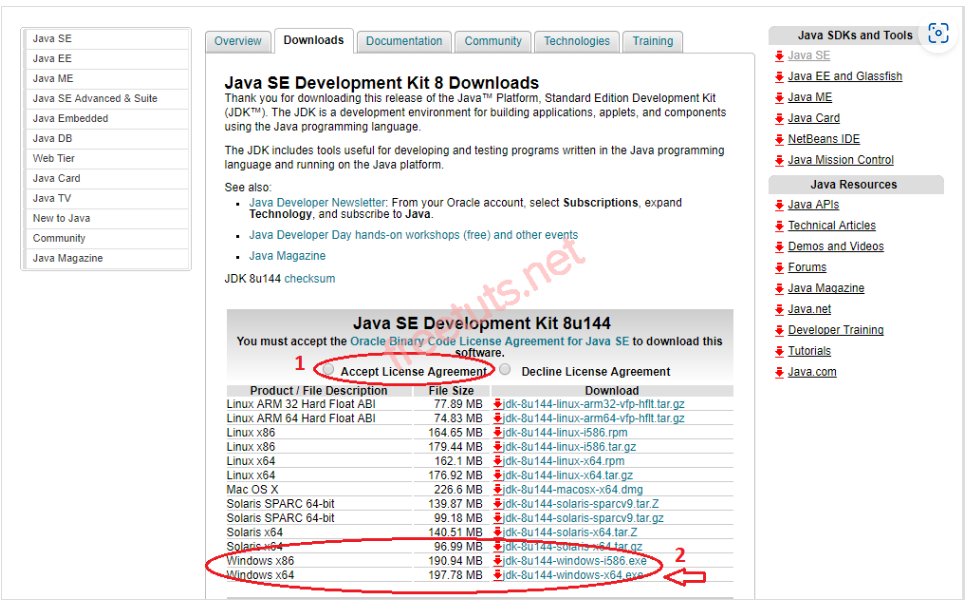 Java SE
Java EE
Java ME
Java SE Advanced & Suite
Java Embedded
Java DB
Web Tier
Java Card
Java TV
New to Java
Community
Java Magazine
Overview Downloads Documentation Community Technologies Training
Java SE Development Kit 8 Downloads
Thank you for downloading this release of the Java™ Platform, Standard Edition Development Kit
(JDK™). The JDK is a development environment for building applications, applets, and components
using the Java programming language.
The JDK includes tools useful for developing and testing programs written in the Java programming
language and running on the Java platform.
See also:
Java Developer Newsletter: From your Oracle account, select Subscriptions, expand
Technology, and subscribe to Java.
Java Developer Day hands-on workshops (free) and other events
Java Magazine
JDK 8u144 checksum
freetuts.net
Java SE Development Kit 8u144
You must accept the Oracle Binary Code License Agreement for Java SE to download this
software.
1 Accept License Agreement Decline License Agreement
Product / File Description File Size Download
Linux ARM 32 Hard Float ABI 77.89 MB jdk-8u144-linux-arm32-vfp-hflt.tar.gz
Linux ARM 64 Hard Float ABI 74.83 MB jdk-8u144-linux-arm64-vfp-hflt.tar.gz
Linux x86 164.65 MB jdk-8u144-linux-i586.rpm
Linux x86 179.44 MB jdk-8u144-linux-i586.tar.gz
Linux x64 162.1 MB jdk-8u144-linux-x64.rpm
Linux x64 176.92 MB jdk-8u144-linux-x64.tar.gz
Mac OS X 226.6 MB jdk-8u144-macosx-x64.dmg
Solaris SPARC 64-bit 139.87 MB jdk-8u144-solaris-sparcv9.tar.Z
Solaris SPARC 64-bit 99.18 MB jdk-8u144-solaris-sparcv9.tar.gz
Solaris x64 140.51 MB jdk-8u144-solaris-x64.tar.Z
Solaris x64 96.99 MB jdk-8u144-solaris-x64.tar.gz
Windows x86 190.94 MB jdk-8u144-windows-i586.exe 2
Windows x64 197.78 MB jdk-8u144-windows-x64.exe
Java SDKs and Tools
Java SE
Java EE and Glassfish
Java ME
Java Card
NetBeans IDE
Java Mission Control
Java Resources
Java APIs
Technical Articles
Demos and Videos
Forums
Java Magazine
Java.net
Developer Training
Tutorials
Java.com